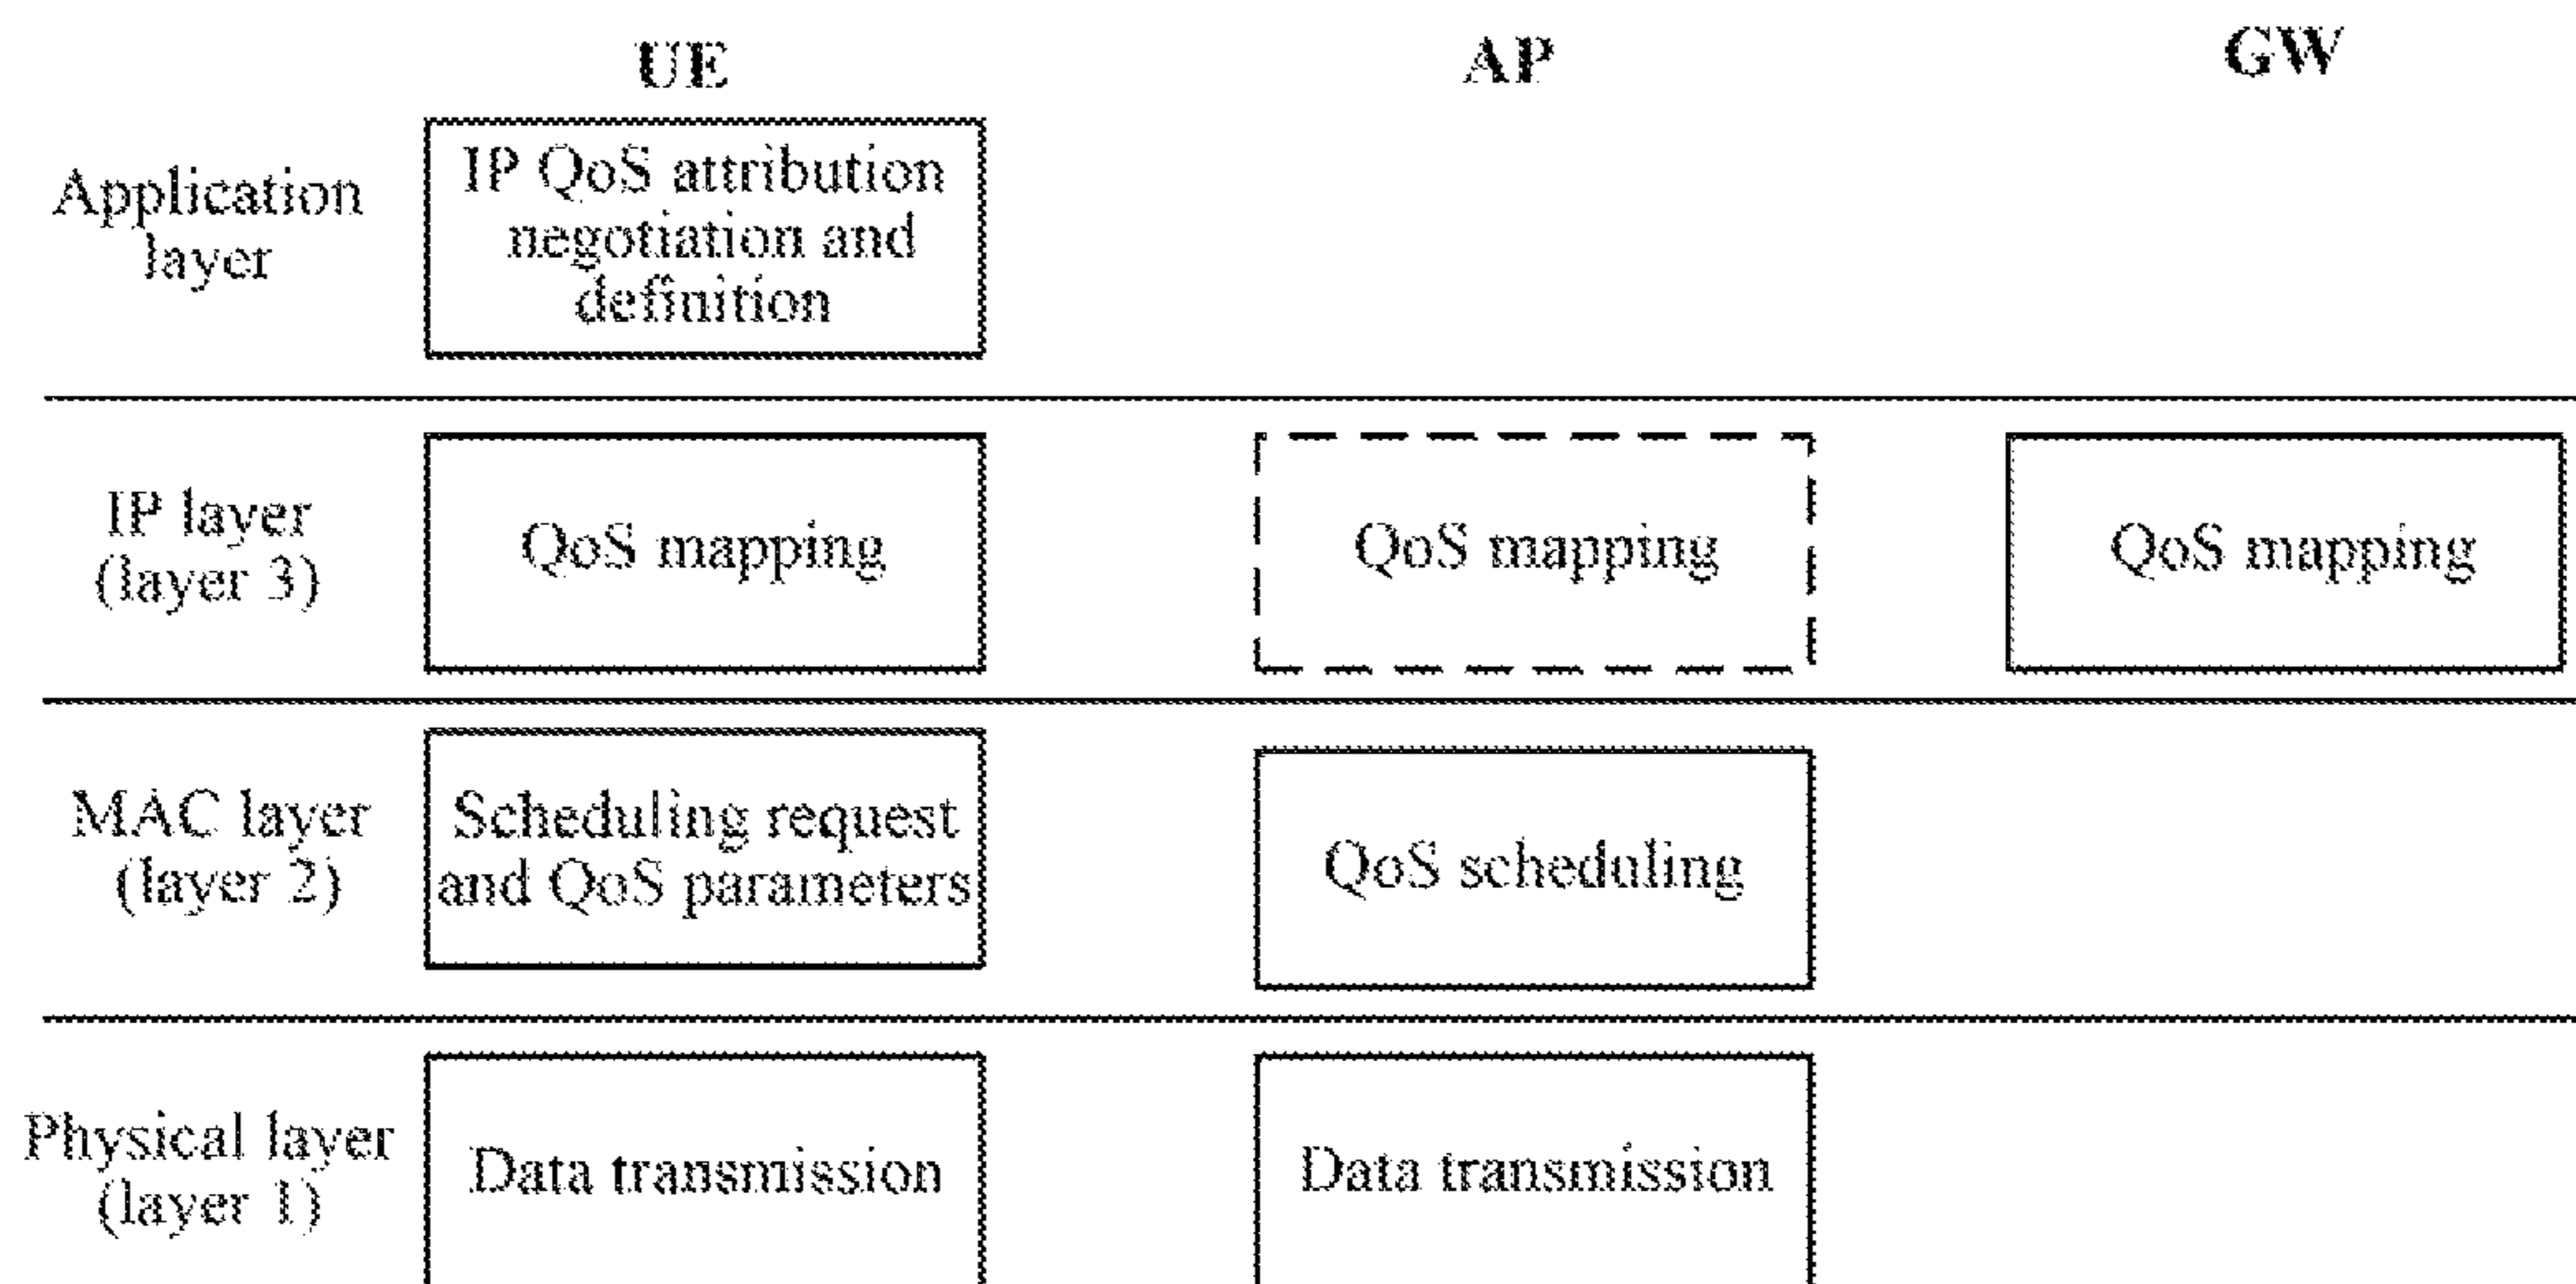 UE
AP
GW
Application
layer
IP QoS attribution
negotiation and
definition
IP layer
(layer 3)
QoS mapping
QoS mapping
QoS mapping
MAC layer
(layer 2)
Scheduling request
and QoS parameters
QoS scheduling
Physical layer
(layer 1)
Data transmission
Data transmission